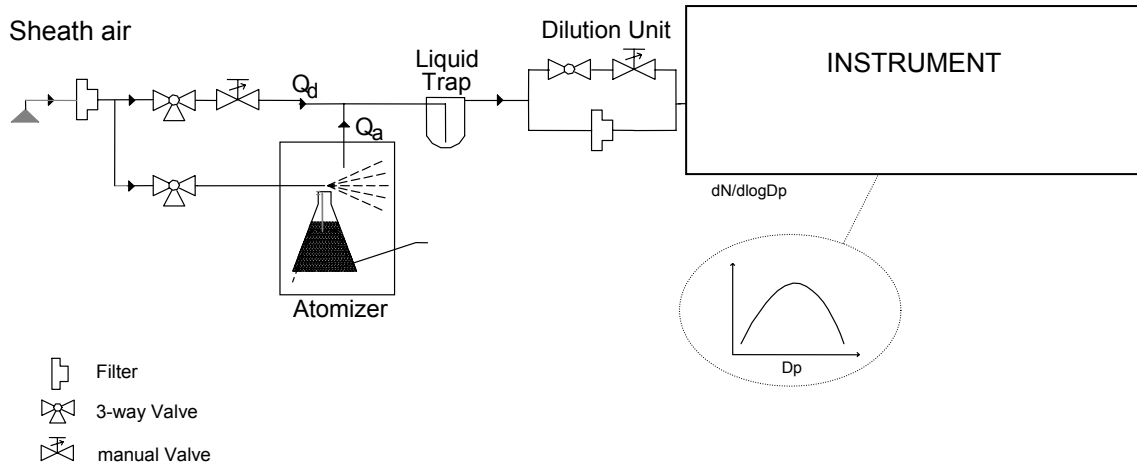 Sheath air
Dilution Unit
Liquid
Trap
INSTRUMENT
Qd
Qa
dN/dlogDp
Atomizer
Dp
Filter
3-way Valve
manual Valve